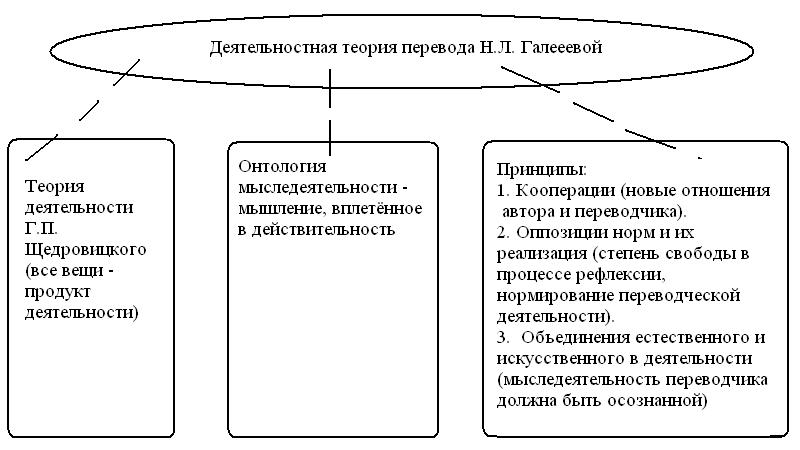 Деятельностная теория перевода Н.Л. Галееевой
Теория
деятельности
Г.П.
Щедровицкого
(все вещи -
продукт
деятельности)
Онтология
мыследеятельности -
мышление, вплетённое
в действительность
Принципы:
1. Кооперации (новые отношения
автора и переводчика).
2. Оппозиции норм и их
реализация (степень свободы в
процессе рефлексии,
нормирование переводческой
деятельности).
3. Объединения естественного и
искусственного в деятельности
(мыследеятельность переводчика
должна быть осознанной)